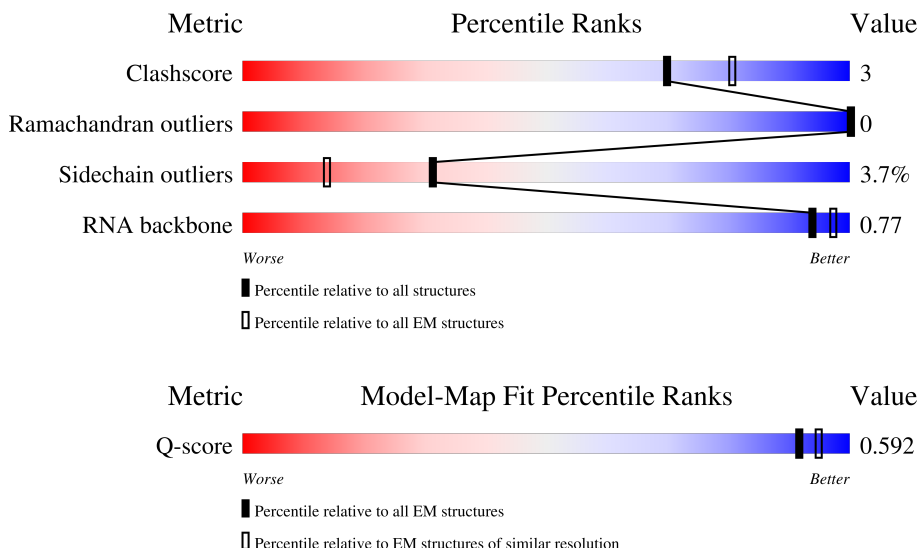 Metric Percentile Ranks Value
Clashscore 3
Ramachandran outliers 0
Sidechain outliers 3.7%
RNA backbone 0.77
Worse Better
Percentile relative to all structures
Percentile relative to all EM structures
Metric Model-Map Fit Percentile Ranks Value
Q-score 0.592
Worse Better
Percentile relative to all EM structures
Percentile relative to EM structures of similar resolution